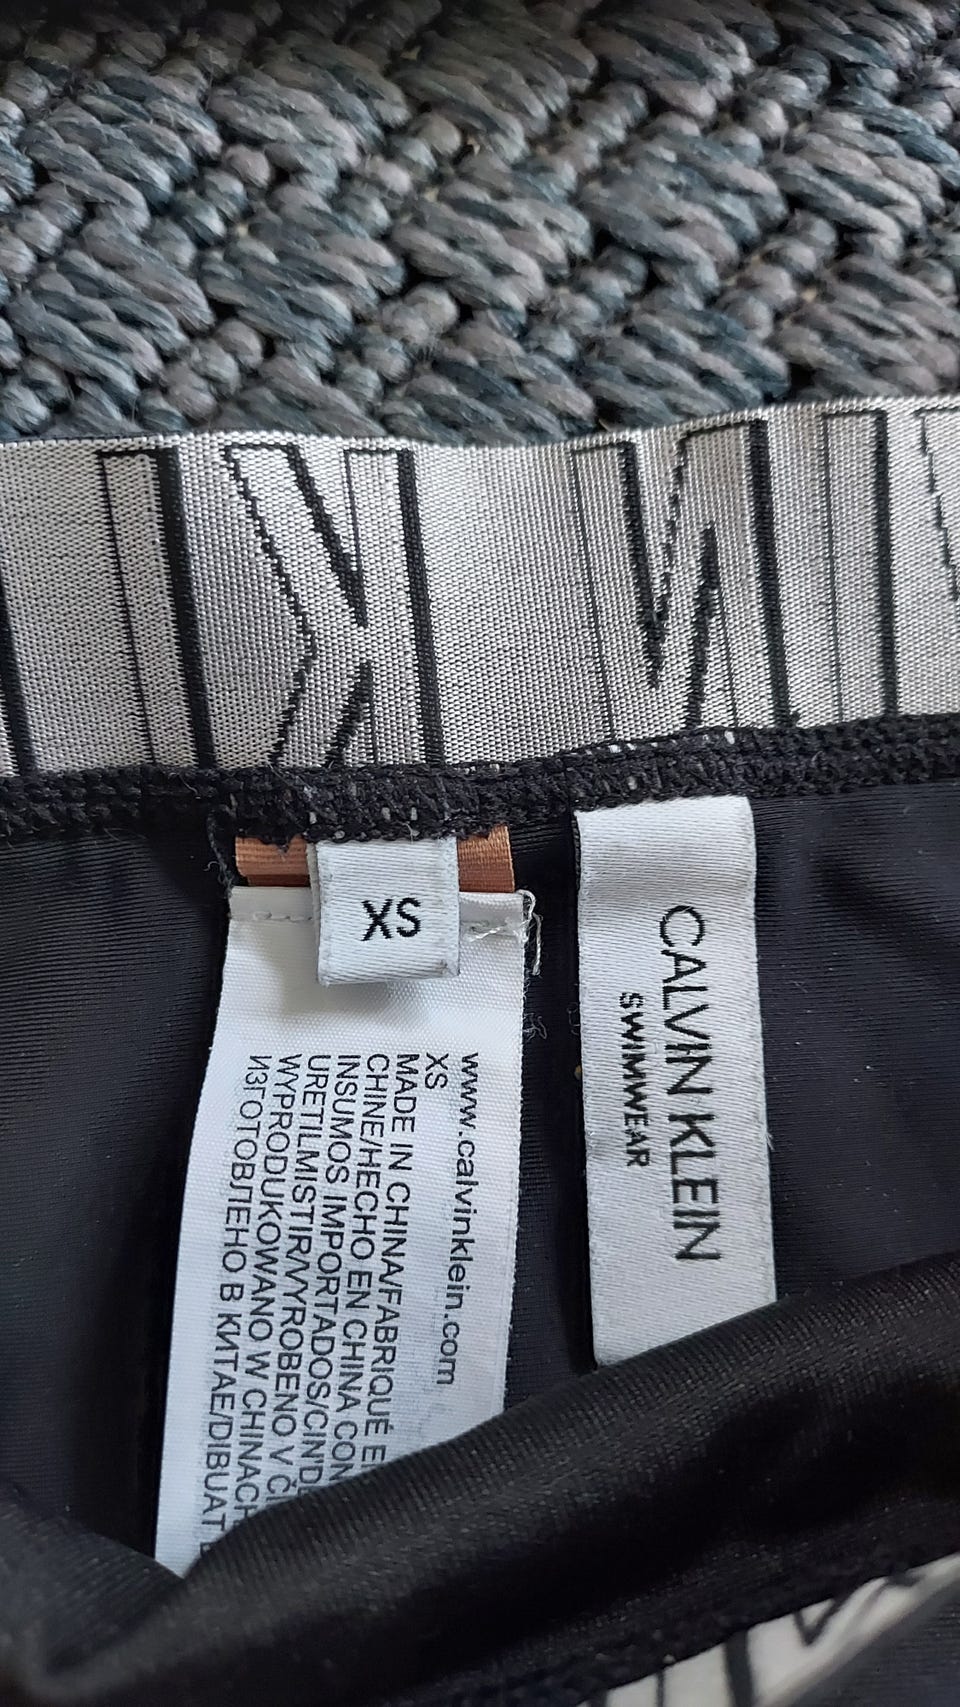 XS
www.calvinklein.com
XS
MADE IN CHINA/FABRIQUÉ E
CHINE/HECHO EN CHINA CON
INSUMOS IMPORTADOS/CIN'D
URETILMISTIR/VYROBENO V Č
WYPRODUKOWANO W CHINACH
ИЗГОТОВЛЕНО В КИТАЕ/DIBUAT
CALVIN KLEIN
SWIMWEAR